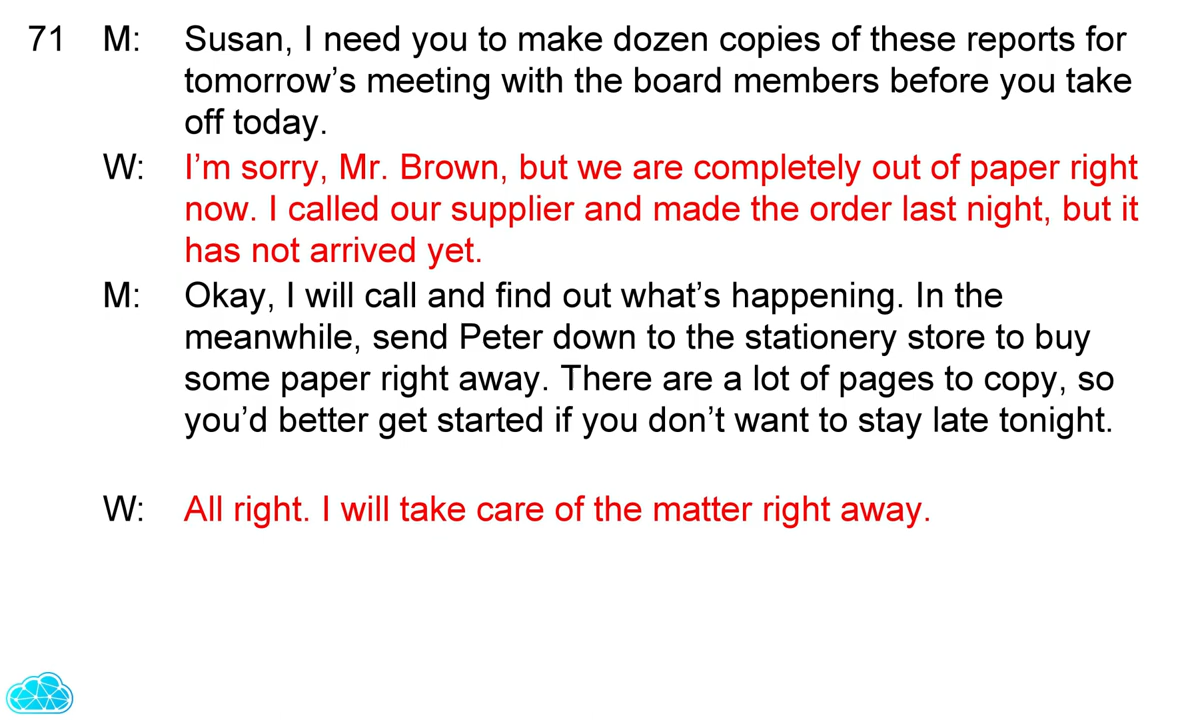 71 M: Susan, I need you to make dozen copies of these reports for
tomorrow’s meeting with the board members before you take
off today.
W: I’m sorry, Mr. Brown, but we are completely out of paper right
now. I called our supplier and made the order last night, but it
has not arrived yet.
M: Okay, I will call and find out what’s happening. In the
meanwhile, send Peter down to the stationery store to buy
some paper right away. There are a lot of pages to copy, so
you’d better get started if you don’t want to stay late tonight.
W: All right. I will take care of the matter right away.